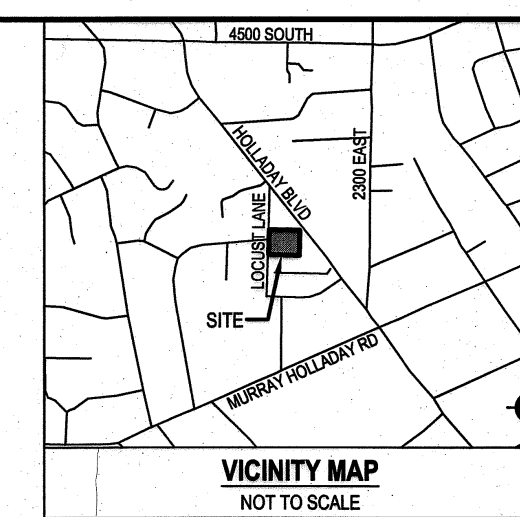 4500 SOUTH
HOLLADAY BLVD
2300 EAST
LOCUST LANE
SITE
MURRAY HOLLADAY RD
VICINITY MAP
NOT TO SCALE